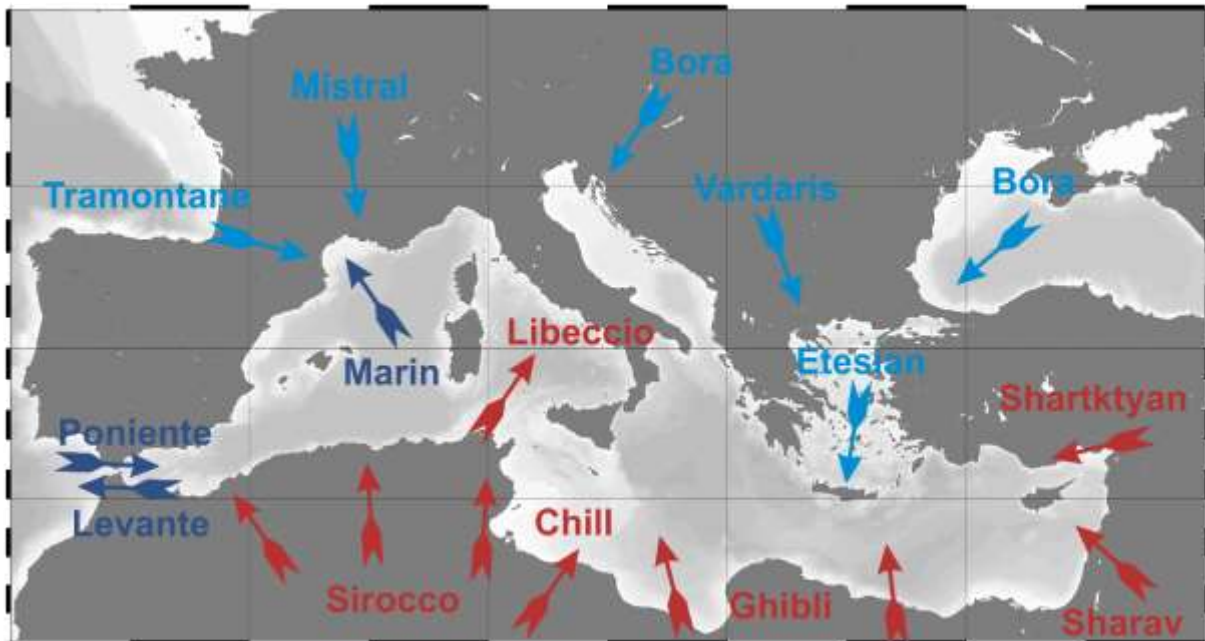 Bora
Mistral
Tramontane
Vardaris
Bora
Libeccio
Marin
Etesian
Shartktyan
Poniente
Levante
Chill
Sirocco
Ghibli
Sharav